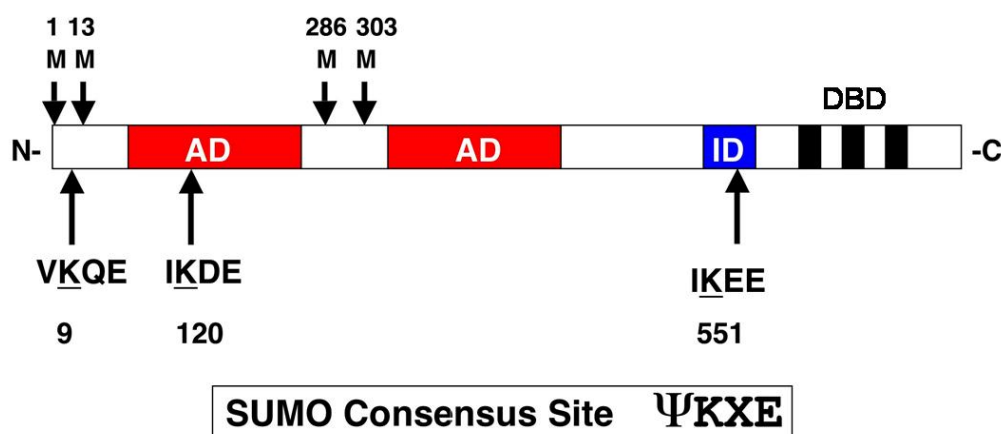 1 13 286 303
M M M M
DBD
N- AD AD ID -C
VKQE IKDE IKEE
9 120 551
SUMO Consensus Site ΨKXE